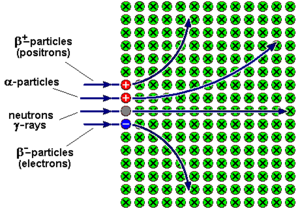 β⁺-particles
(positrons)
α-particles
neutrons
γ-rays
β⁻-particles
(electrons)